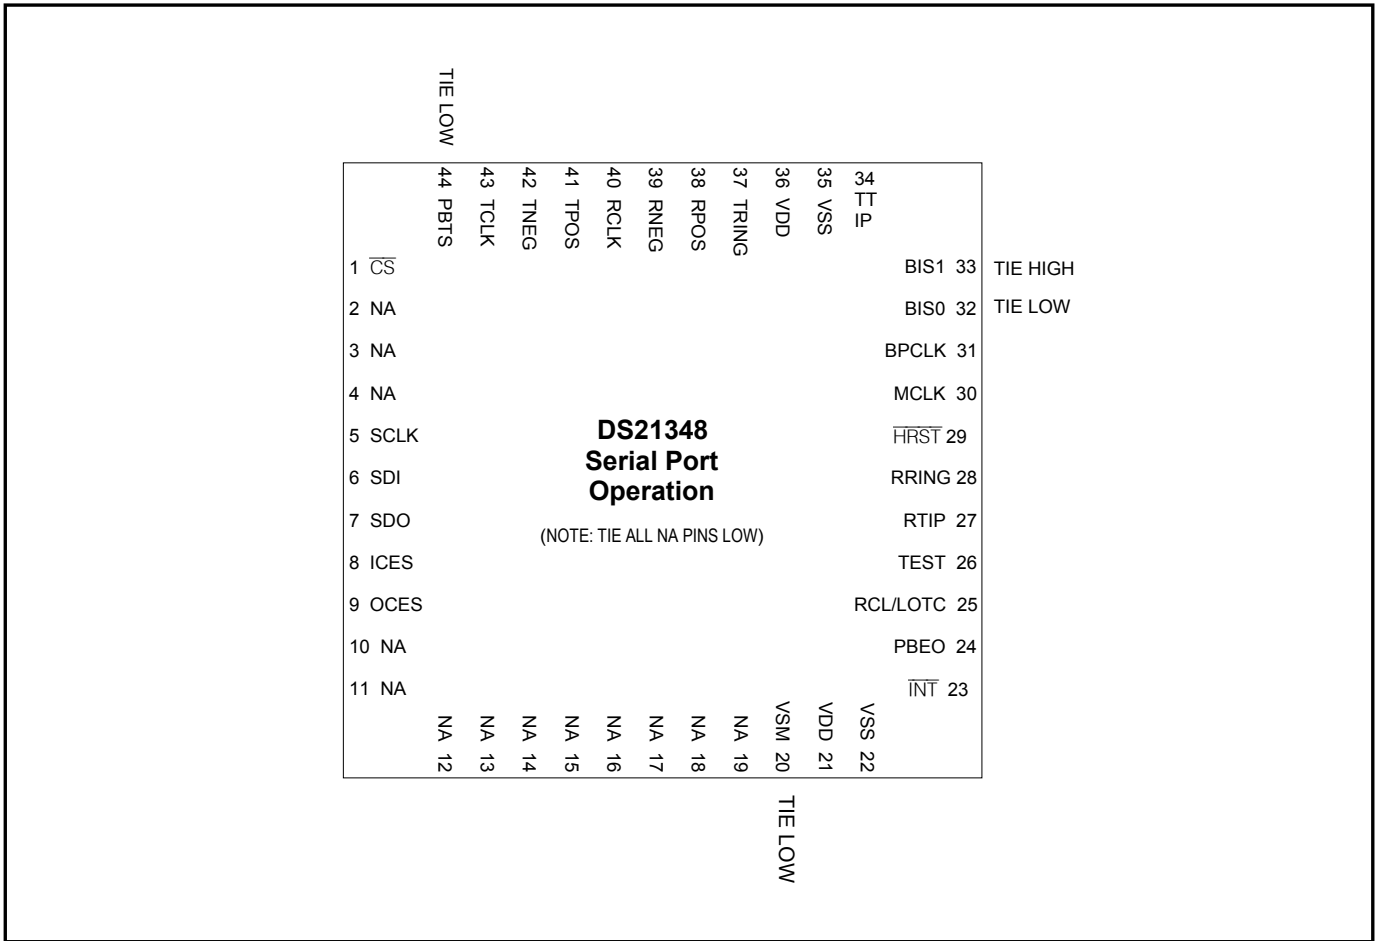 TIE LOW
44 PBTS
43 TCLK
42 TNEG
41 TPOS
40 RCLK
39 RNEG
38 RPOS
37 TRING
36 VDD
35 VSS
34
TT
IP
1 CS
2 NA
3 NA
4 NA
5 SCLK
6 SDI
7 SDO
8 ICES
9 OCES
10 NA
11 NA
DS21348
Serial Port
Operation
(NOTE: TIE ALL NA PINS LOW)
BIS1 33 TIE HIGH
BIS0 32 TIE LOW
BPCLK 31
MCLK 30
HRST 29
RRING 28
RTIP 27
TEST 26
RCL/LOTC 25
PBEO 24
INT 23
NA 12
NA 13
NA 14
NA 15
NA 16
NA 17
NA 18
NA 19
VSM 20
VDD 21
VSS 22
TIE LOW